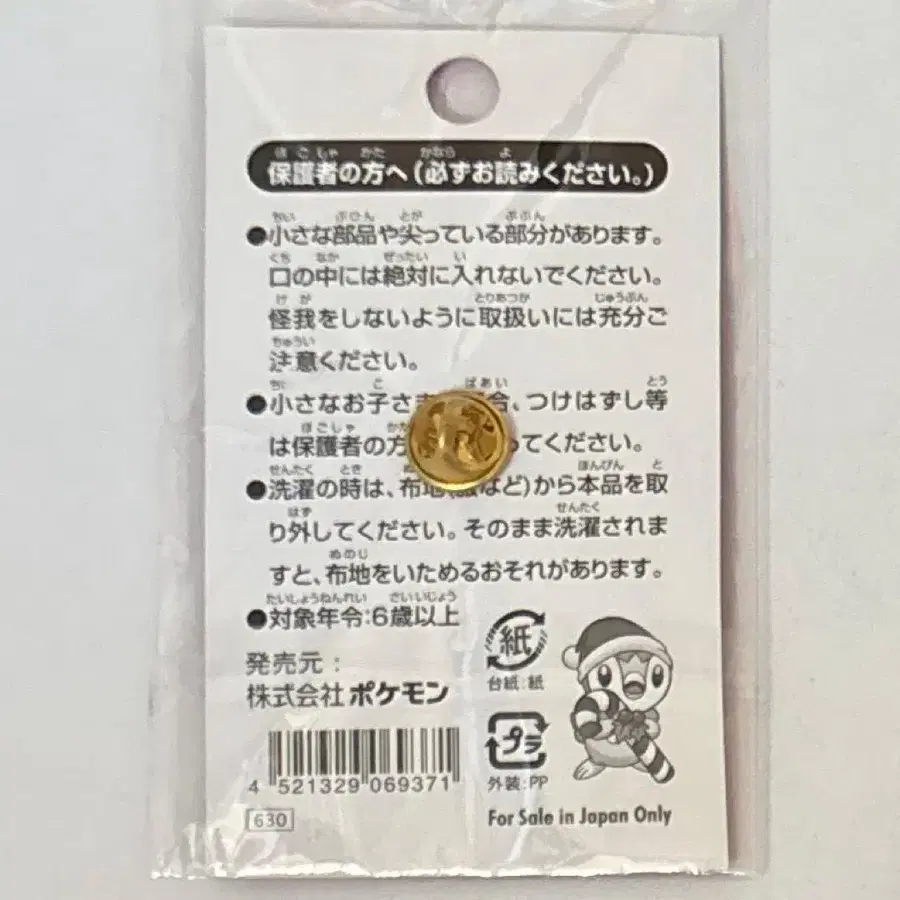 保護者の方へ(必ずお読みください。)
●小さな部品や尖っている部分があります。
口の中には絶対に入れないでください。
怪我をしないように取扱いには充分ご
注意ください。
●小さなお子さま 、つけはずし等
は保護者の方 ってください。
●洗濯の時は、布地( など)から本品を取
り外してください。そのまま洗濯されま
すと、布地をいためるおそれがあります。
●対象年令:6歳以上
発売元:
株式会社 ポケモン
4 521329 069371
630
紙
台紙:紙
プラ
外装:PP
For Sale in Japan Only